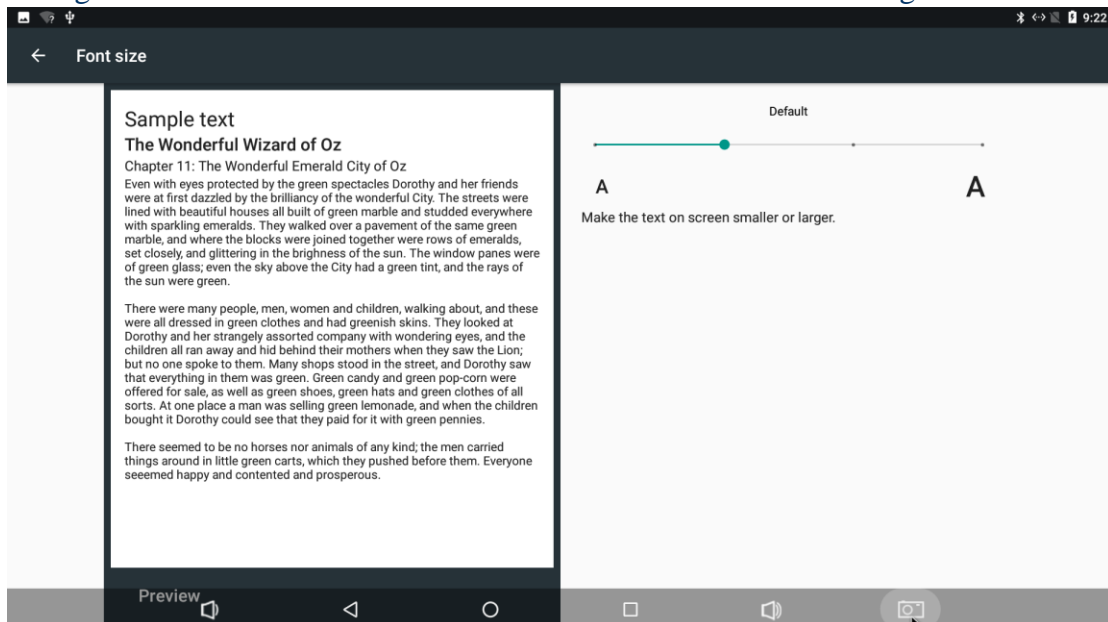 9:22
Font size
Sample text
The Wonderful Wizard of Oz
Chapter 11: The Wonderful Emerald City of Oz
Even with eyes protected by the green spectacles Dorothy and her friends
were at first dazzled by the brilliancy of the wonderful City. The streets were
lined with beautiful houses all built of green marble and studded everywhere
with sparkling emeralds. They walked over a pavement of the same green
marble, and where the blocks were joined together were rows of emeralds,
set closely, and glittering in the brighness of the sun. The window panes were
of green glass; even the sky above the City had a green tint, and the rays of
the sun were green.
There were many people, men, women and children, walking about, and these
were all dressed in green clothes and had greenish skins. They looked at
Dorothy and her strangely assorted company with wondering eyes, and the
children all ran away and hid behind their mothers when they saw the Lion;
but no one spoke to them. Many shops stood in the street, and Dorothy saw
that everything in them was green. Green candy and green pop-corn were
offered for sale, as well as green shoes, green hats and green clothes of all
sorts. At one place a man was selling green lemonade, and when the children
bought it Dorothy could see that they paid for it with green pennies.
There seemed to be no horses nor animals of any kind; the men carried
things around in little green carts, which they pushed before them. Everyone
seeemed happy and contented and prosperous.
Preview
Default
A A
Make the text on screen smaller or larger.